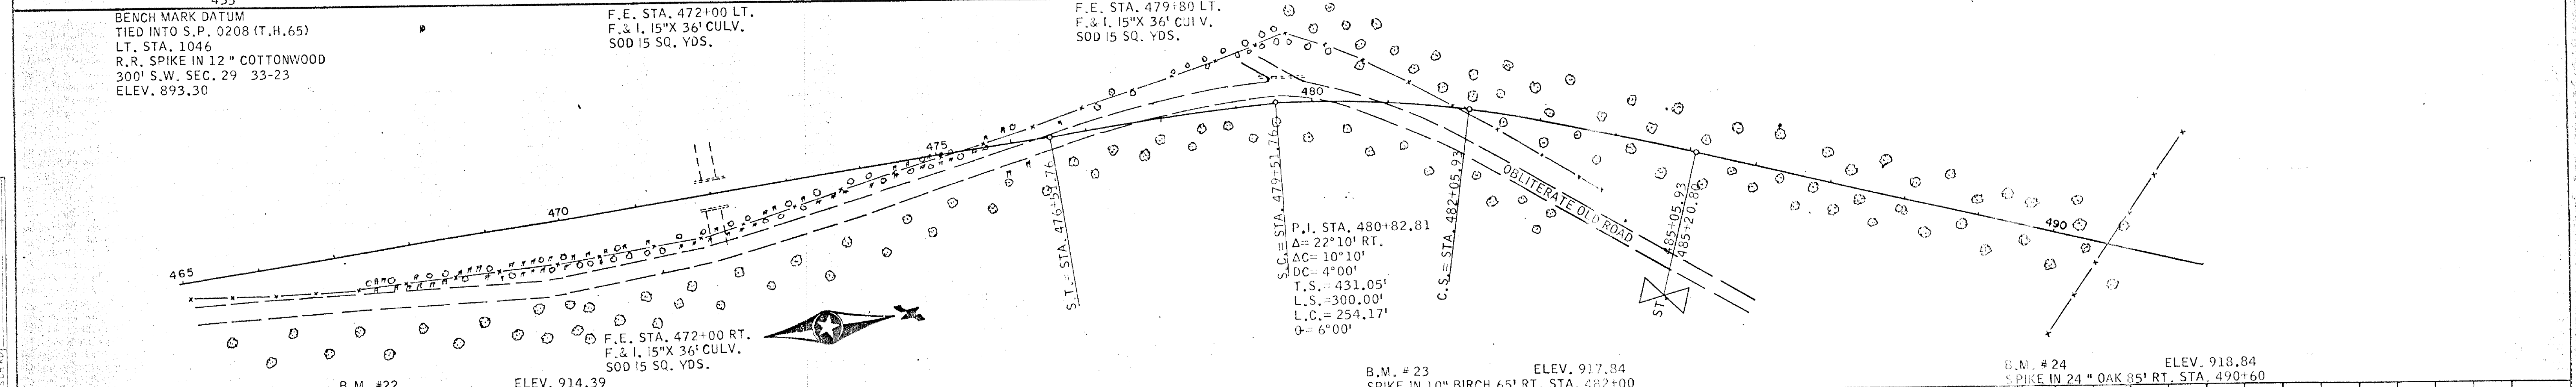 BENCH MARK DATUM
TIED INTO S.P. 0208 (T.H.65)
LT. STA. 1046
R.R. SPIKE IN 12" COTTONWOOD
300' S.W. SEC. 29 33-23
ELEV. 893.30
F.E. STA. 472+00 LT.
F.& I. 15"X 36' CULV.
SOD 15 SQ. YDS.
F.E. STA. 479+80 LT.
F.& I. 15"X 36' CULV.
SOD 15 SQ. YDS.
465
470
475
480
490
S.T.= STA. 476+51.76
S.C.= STA. 479+51.76
C.S.= STA. 482+05.93
485+05.93
485+20.80
ST
OBLITERATE OLD ROAD
P.I. STA. 480+82.81
Δ= 22°10' RT.
ΔC= 10°10'
DC= 4°00'
T.S.= 431.05'
L.S.=300.00'
L.C.= 254.17'
θ= 6°00'
F.E. STA. 472+00 RT.
F.& I. 15"X 36' CULV.
SOD 15 SQ. YDS.
B.M. #22 ELEV. 914.39
B.M. #23 ELEV. 917.84
SPIKE IN 10" BIRCH 65' RT. STA. 482+00
B.M. #24 ELEV. 918.84
SPIKE IN 24" OAK 85' RT. STA. 490+60